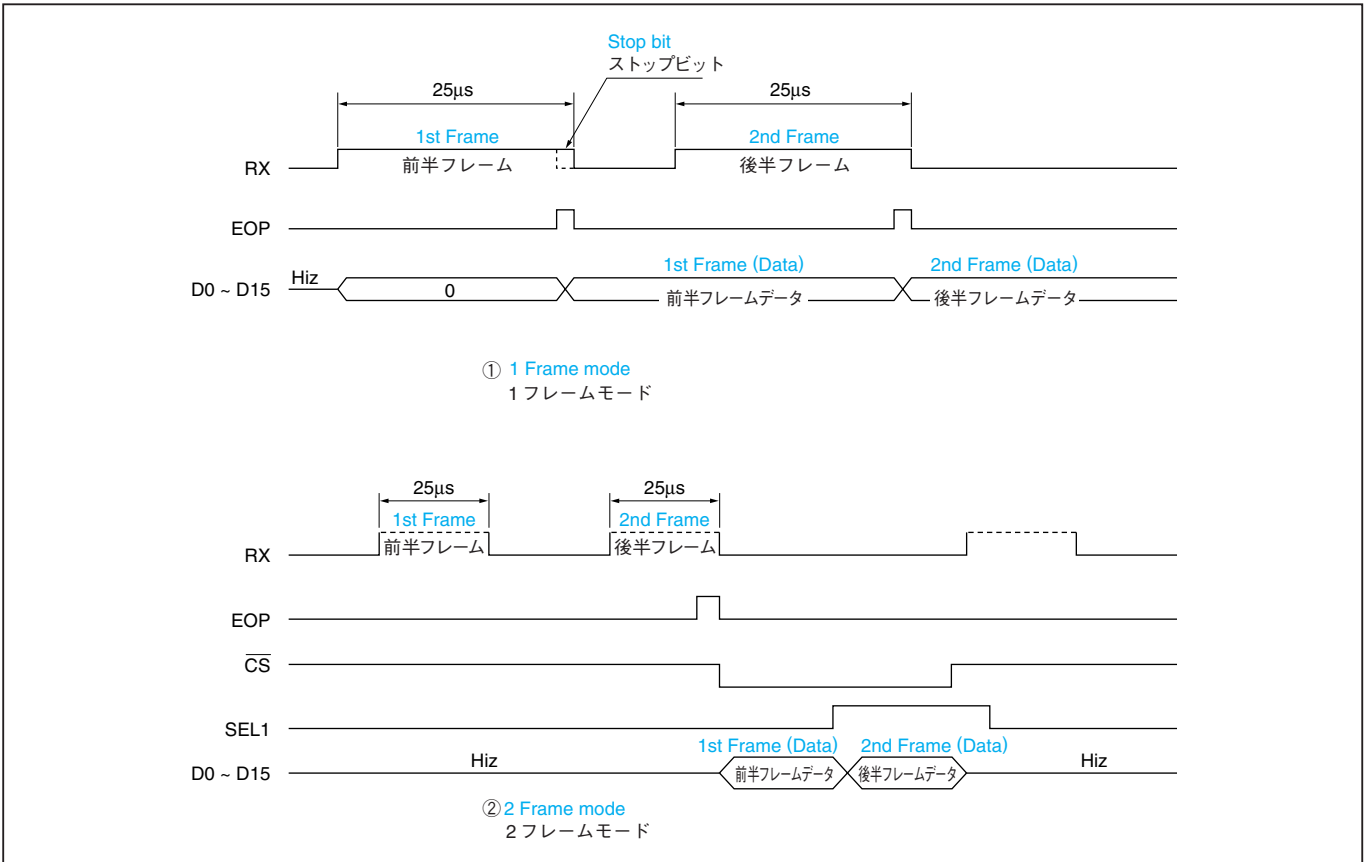 Stop bit
ストップビット
25μs
25μs
1st Frame
2nd Frame
RX
前半フレーム
後半フレーム
EOP
1st Frame (Data)
2nd Frame (Data)
D0 ~ D15
Hiz
0
前半フレームデータ
後半フレームデータ
① 1 Frame mode
1 フレームモード
25μs
25μs
1st Frame
2nd Frame
RX
前半フレーム
後半フレーム
EOP
CS
SEL1
1st Frame (Data)
2nd Frame (Data)
D0 ~ D15
Hiz
前半フレームデータ
後半フレームデータ
Hiz
② 2 Frame mode
2 フレームモード